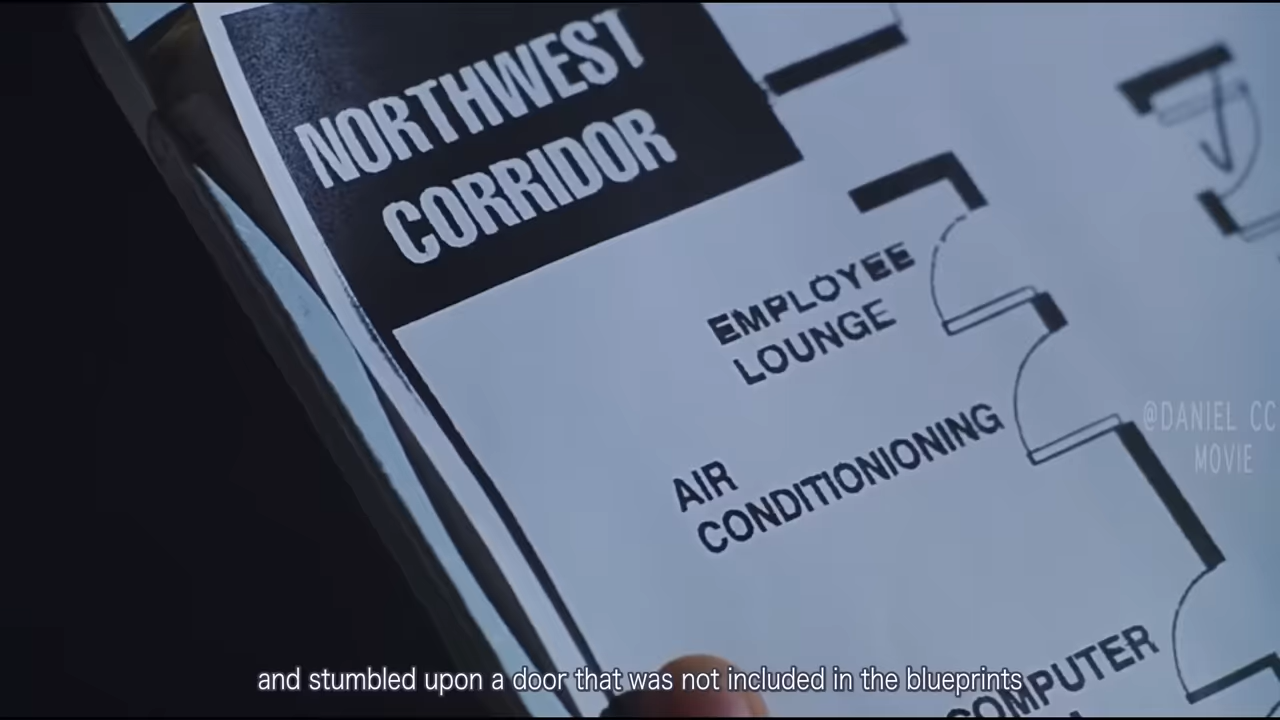 NORTHWEST
CORRIDOR
EMPLOYEE
LOUNGE
AIR
CONDITIONIONING
@DANIEL CC
MOVIE
COMPUTER
and stumbled upon a door that was not included in the blueprints